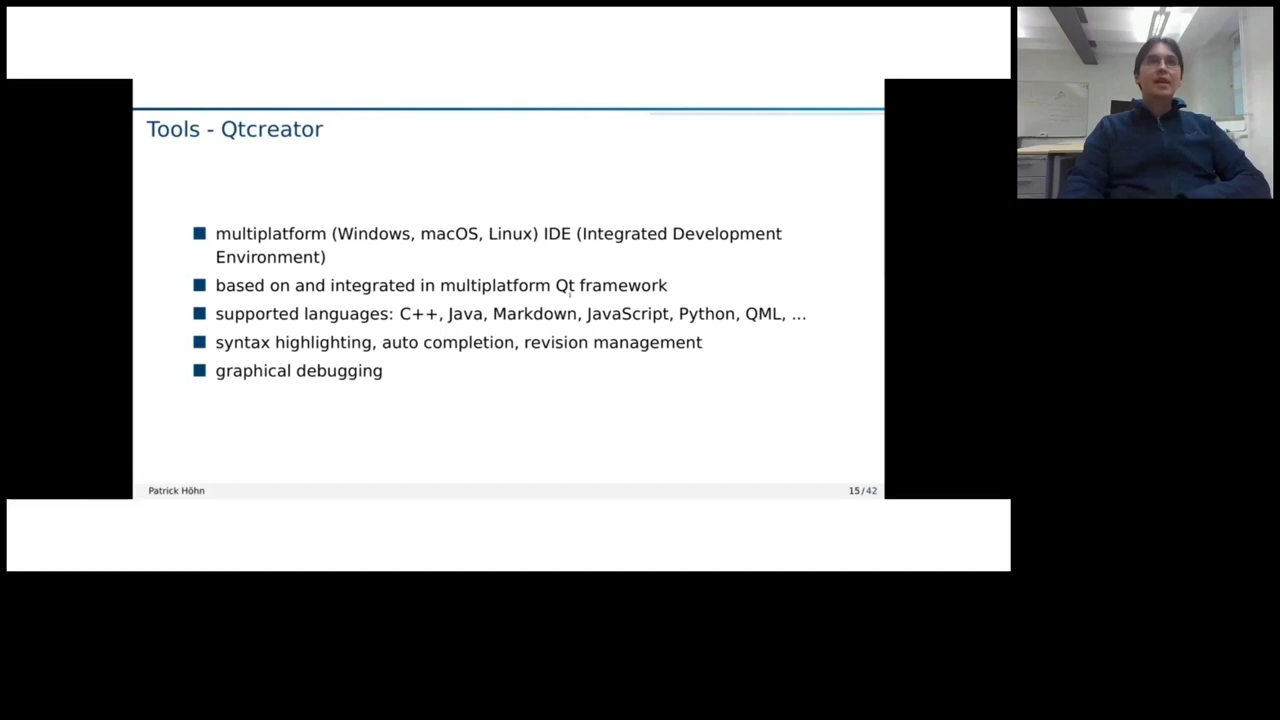 Tools - Qtcreator
multiplatform (Windows, macOS, Linux) IDE (Integrated Development
Environment)
based on and integrated in multiplatform Qt framework
supported languages: C++, Java, Markdown, JavaScript, Python, QML, ...
syntax highlighting, auto completion, revision management
graphical debugging
Patrick Höhn
15/42